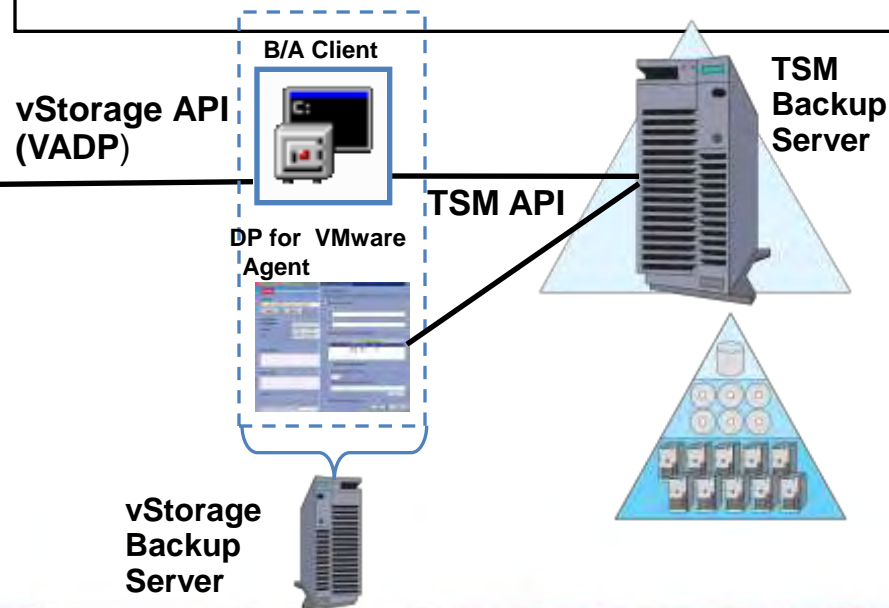 B/A Client
vStorage API
(VADP)
C:
TSM
Backup
Server
TSM API
DP for VMware
Agent
vStorage
Backup
Server